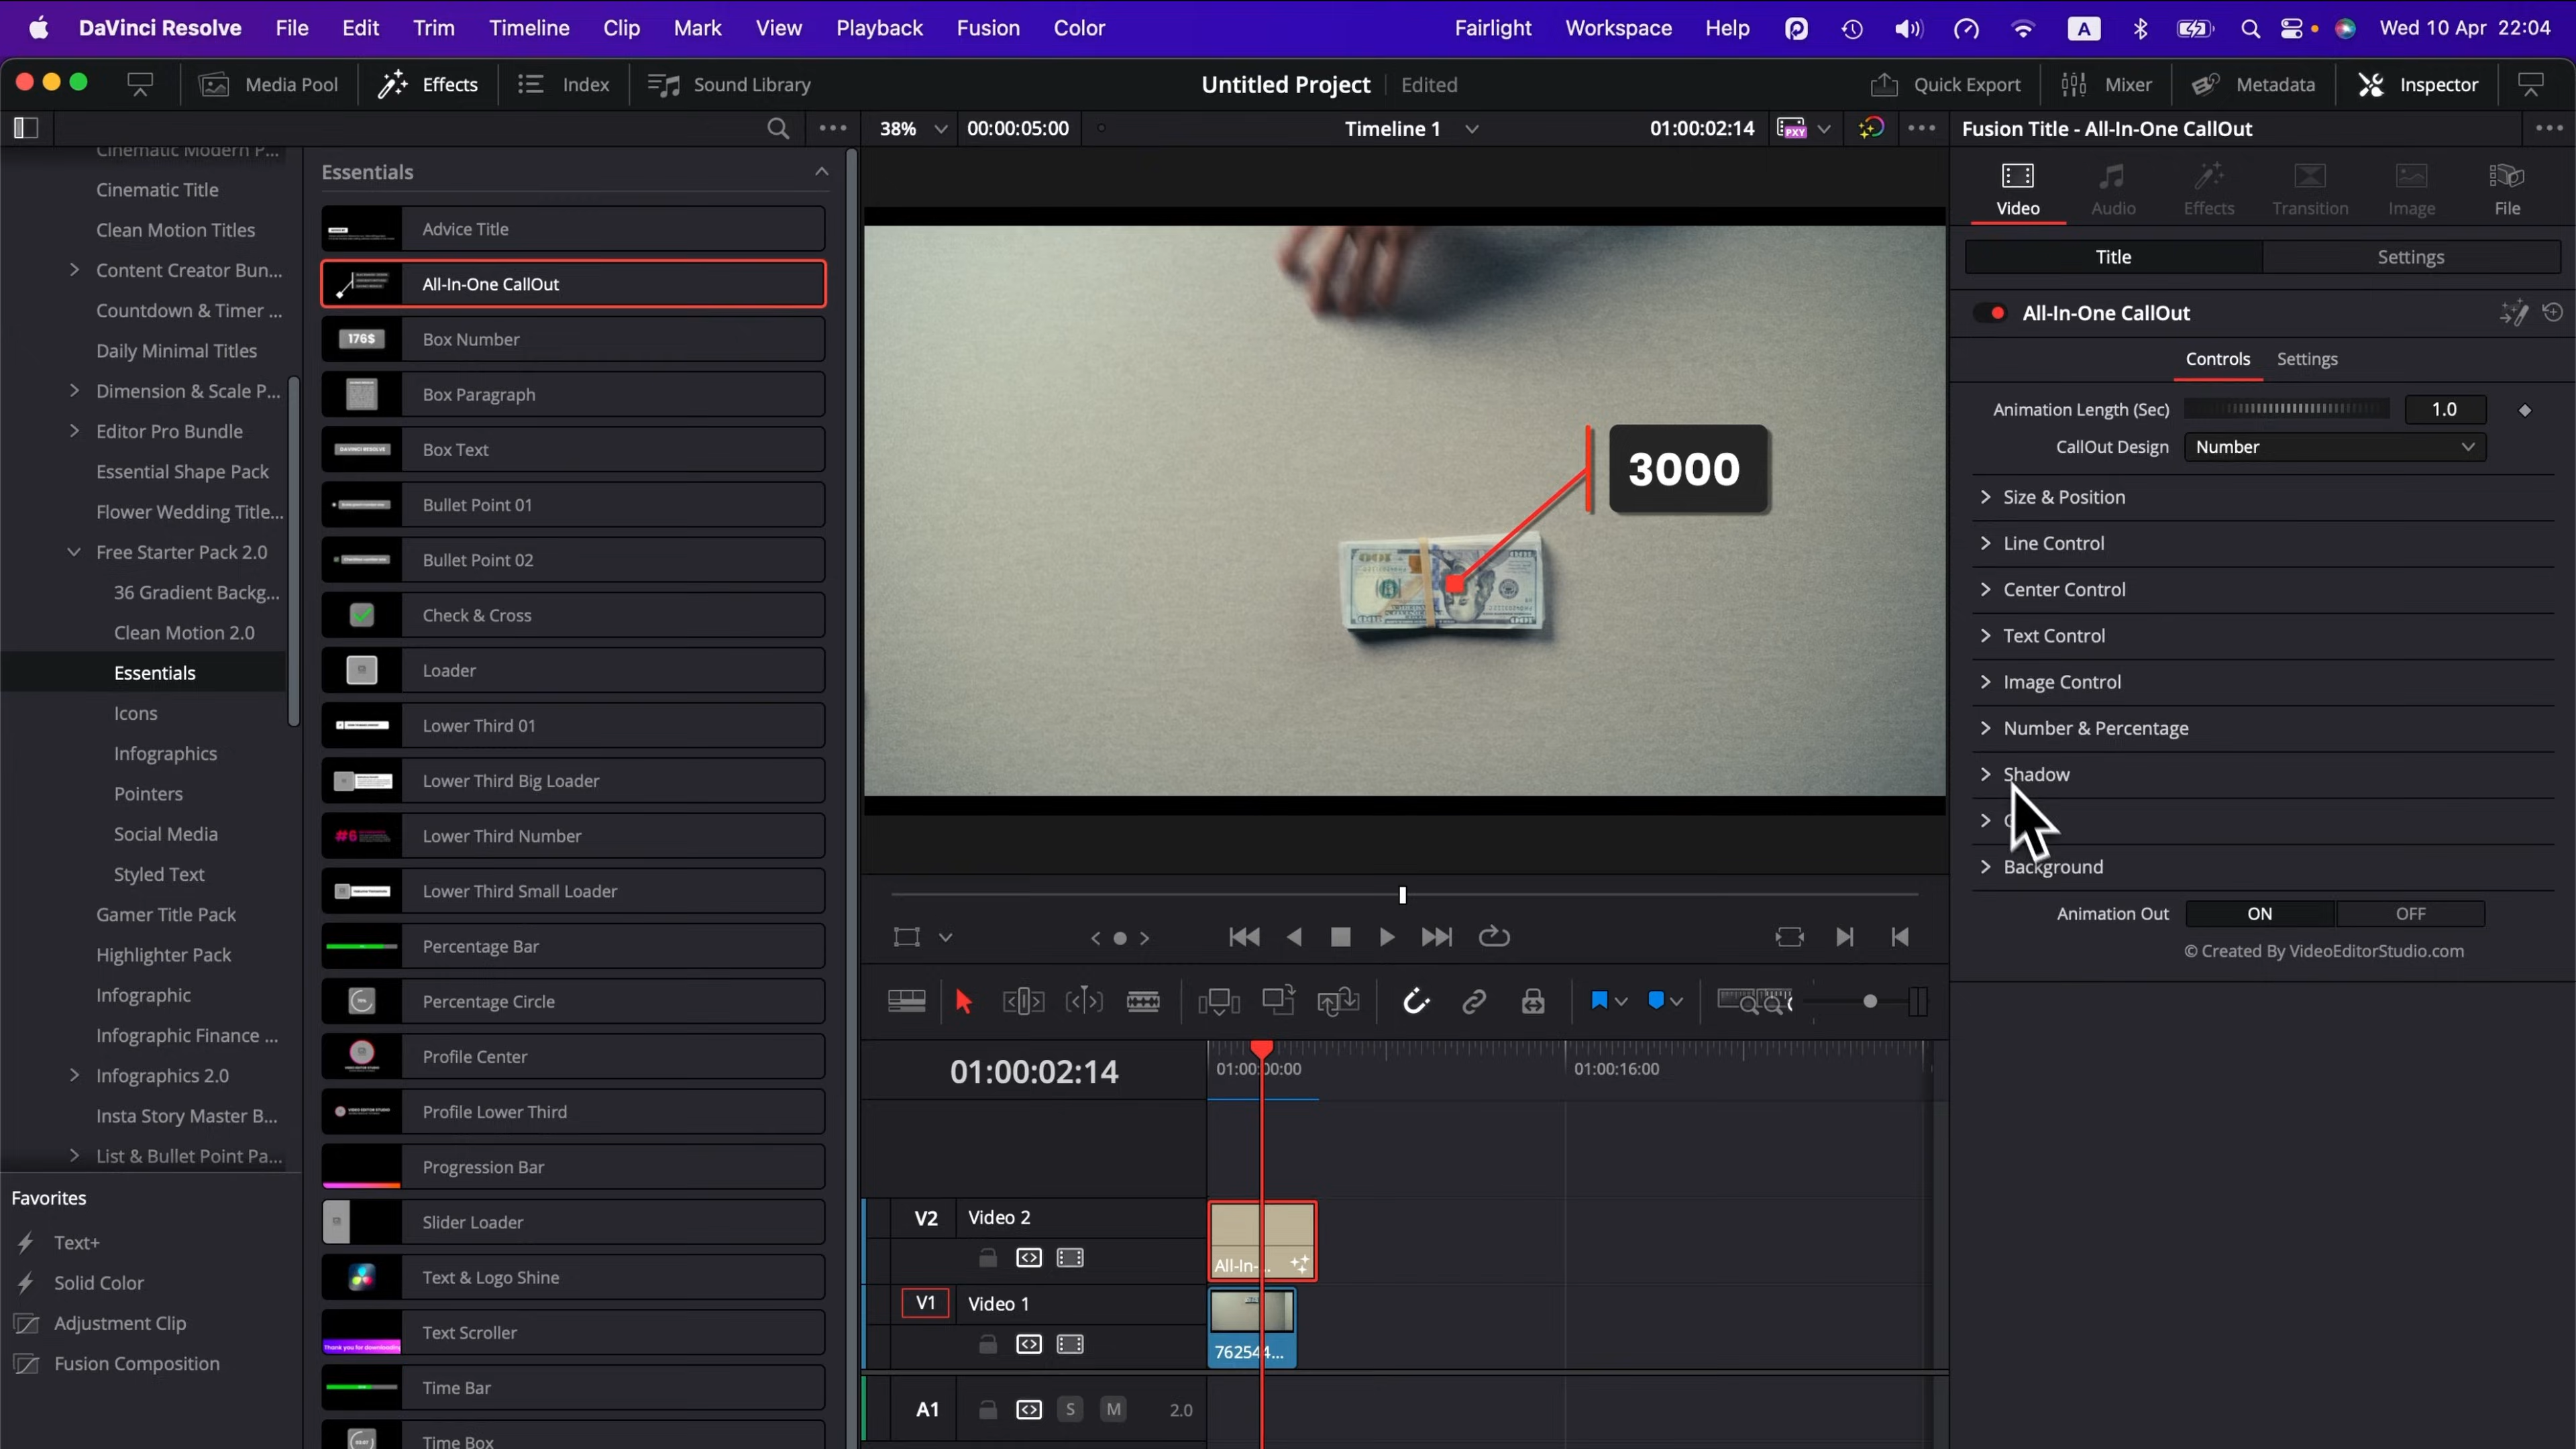 DaVinci Resolve File Edit Trim Timeline Clip Mark View Playback Fusion Color Fairlight Workspace Help A Wed 10 Apr 22:04
Media Pool Effects Index Sound Library Untitled Project Edited Quick Export Mixer Metadata Inspector
38% 00:00:05:00 Timeline 1 01:00:02:14 PXY Fusion Title - All-In-One CallOut
Cinematic Modern P...
Cinematic Title
Clean Motion Titles
Content Creator Bun...
Countdown & Timer ...
Daily Minimal Titles
Dimension & Scale P...
Editor Pro Bundle
Essential Shape Pack
Flower Wedding Title...
Free Starter Pack 2.0
36 Gradient Backg...
Clean Motion 2.0
Essentials
Icons
Infographics
Pointers
Social Media
Styled Text
Gamer Title Pack
Highlighter Pack
Infographic
Infographic Finance ...
Infographics 2.0
Insta Story Master B...
List & Bullet Point Pa...
Favorites
Text+
Solid Color
Adjustment Clip
Fusion Composition
Essentials
Advice Title
All-In-One CallOut
176$ Box Number
Box Paragraph
Box Text
Bullet Point 01
Bullet Point 02
Check & Cross
Loader
Lower Third 01
Lower Third Big Loader
#6 Lower Third Number
Lower Third Small Loader
Percentage Bar
Percentage Circle
Profile Center
Profile Lower Third
Progression Bar
Slider Loader
Text & Logo Shine
Thank you for downloading Text Scroller
Time Bar
Time Box
3000
01:00:02:14 01:00:00:00 01:00:16:00
V2 Video 2
All-In-...
V1 Video 1
762544...
A1 S M 2.0
Video Audio Effects Transition Image File
Title Settings
All-In-One CallOut
Controls Settings
Animation Length (Sec) 1.0
CallOut Design Number
Size & Position
Line Control
Center Control
Text Control
Image Control
Number & Percentage
Shadow
Background
Animation Out ON OFF
© Created By VideoEditorStudio.com